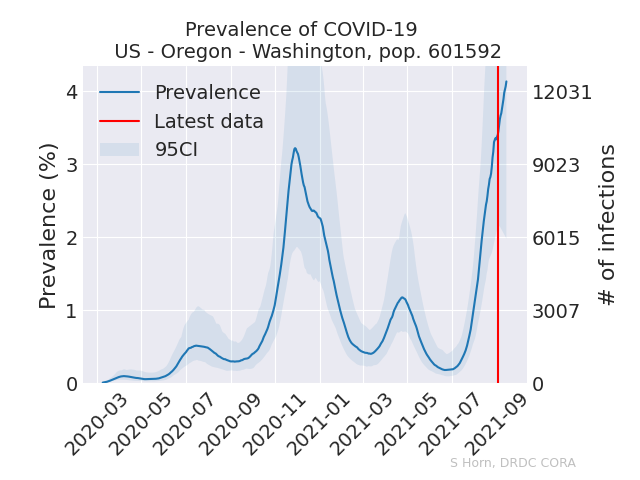 Prevalence of COVID-19
US - Oregon - Washington, pop. 601592
Prevalence (%)
4
3
2
1
0
Prevalence
Latest data
95CI
12031
9023
6015
3007
0
# of infections
2020-03
2020-05
2020-07
2020-09
2020-11
2021-01
2021-03
2021-05
2021-07
2021-09
S Horn, DRDC CORA